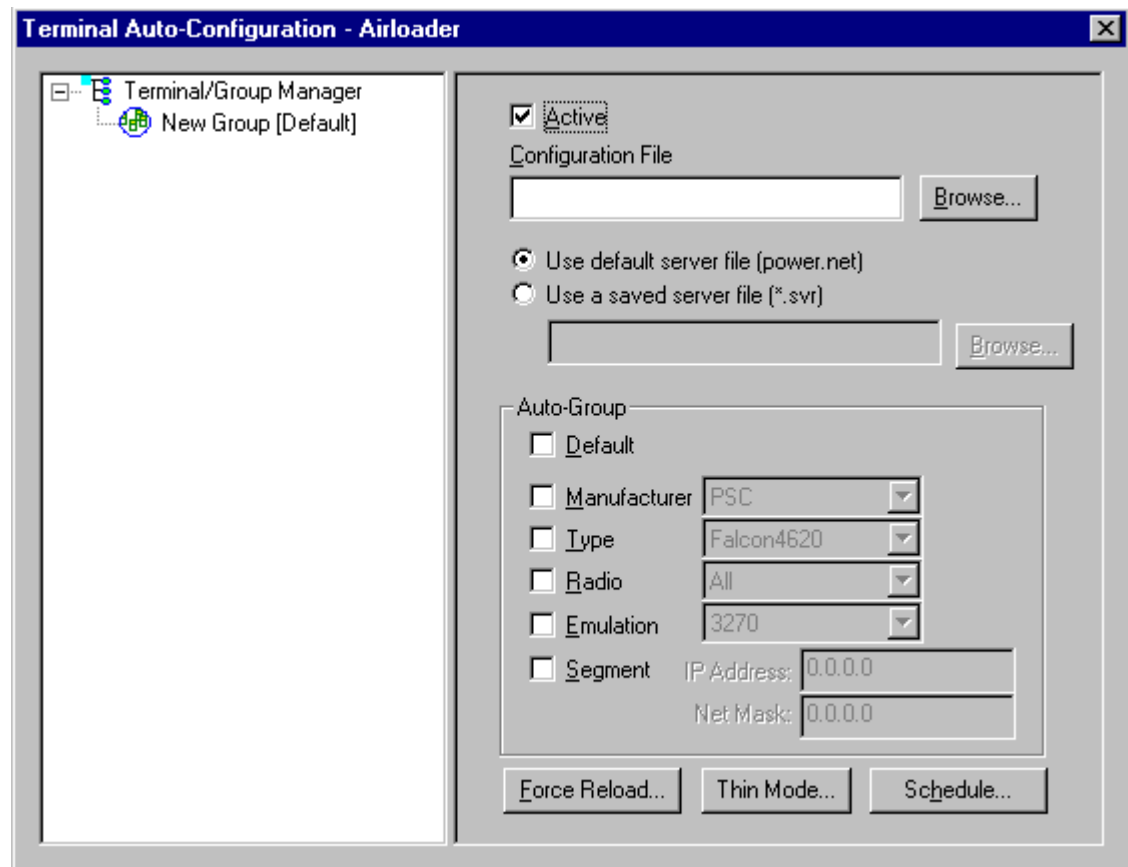 Terminal Auto-Configuration - Airloader
Terminal/Group Manager
New Group [Default]
Active
Configuration File
Browse...
Use default server file (power.net)
Use a saved server file (*.svr)
Browse...
Auto-Group
Default
Manufacturer PSC
Type Falcon4620
Radio All
Emulation 3270
Segment IP Address: 0.0.0.0
Net Mask: 0.0.0.0
Force Reload... Thin Mode... Schedule...